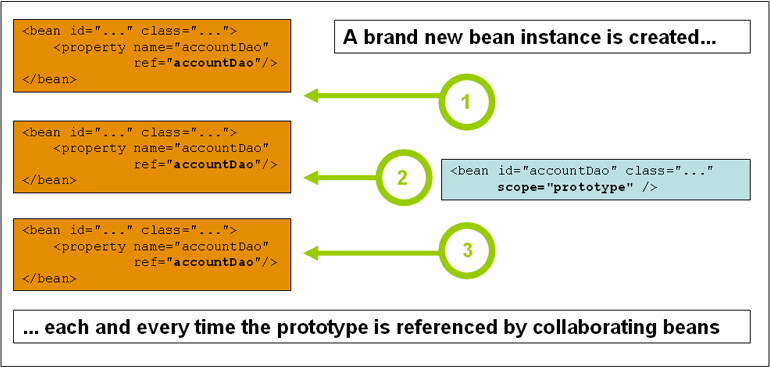 <bean id="..." class="...">
<property name="accountDao"
ref="accountDao"/>
</bean>
A brand new bean instance is created...
1
<bean id="..." class="...">
<property name="accountDao"
ref="accountDao"/>
</bean>
2
<bean id="accountDao" class="..."
scope="prototype" />
<bean id="..." class="...">
<property name="accountDao"
ref="accountDao"/>
</bean>
3
... each and every time the prototype is referenced by collaborating beans